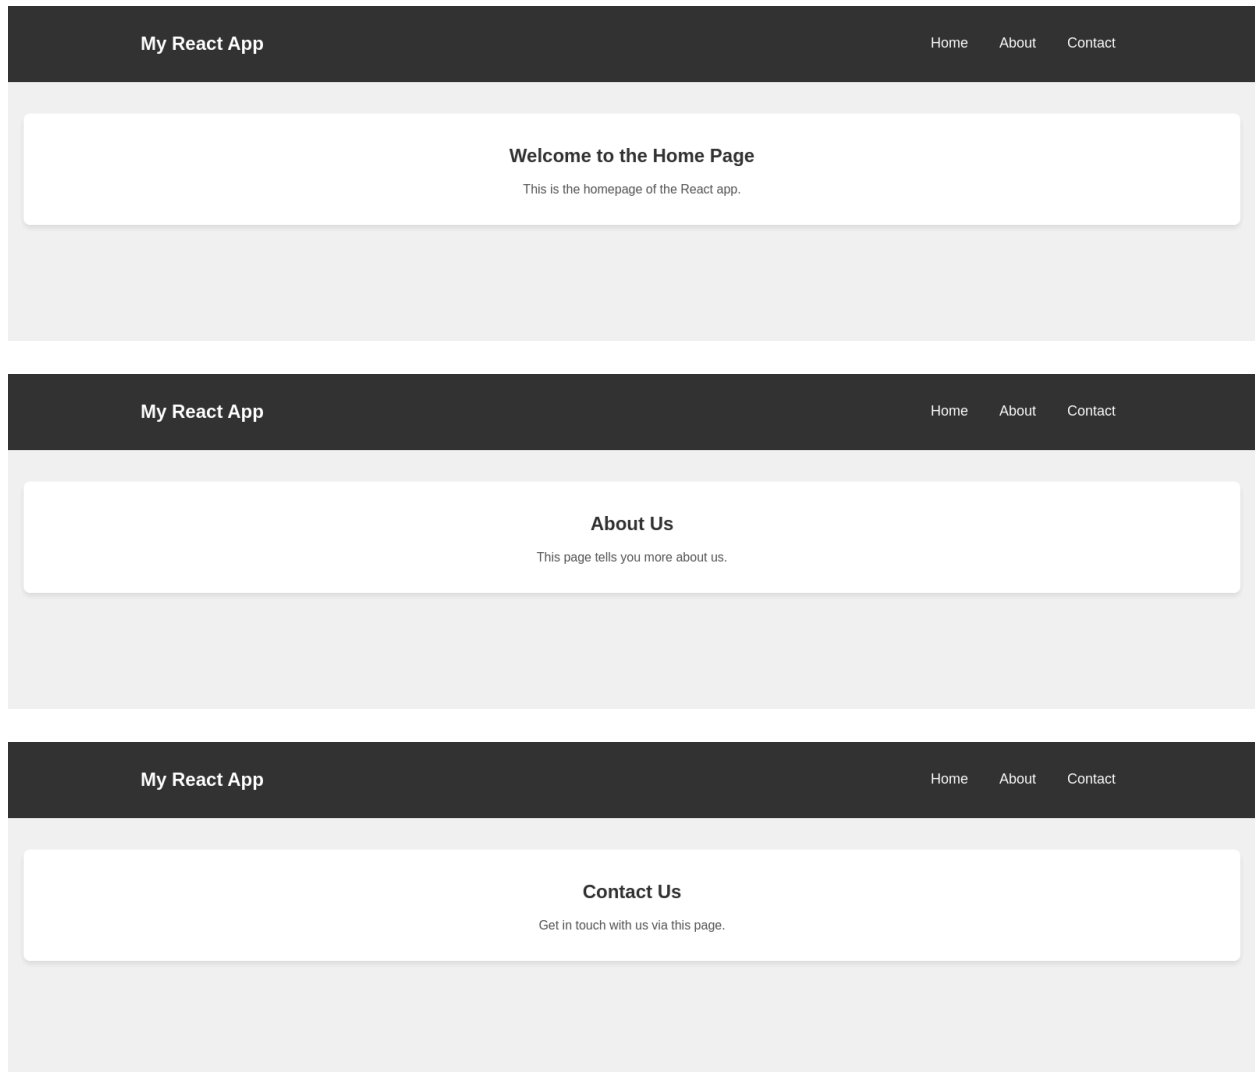 My React App Home About Contact
Welcome to the Home Page
This is the homepage of the React app.
My React App Home About Contact
About Us
This page tells you more about us.
My React App Home About Contact
Contact Us
Get in touch with us via this page.